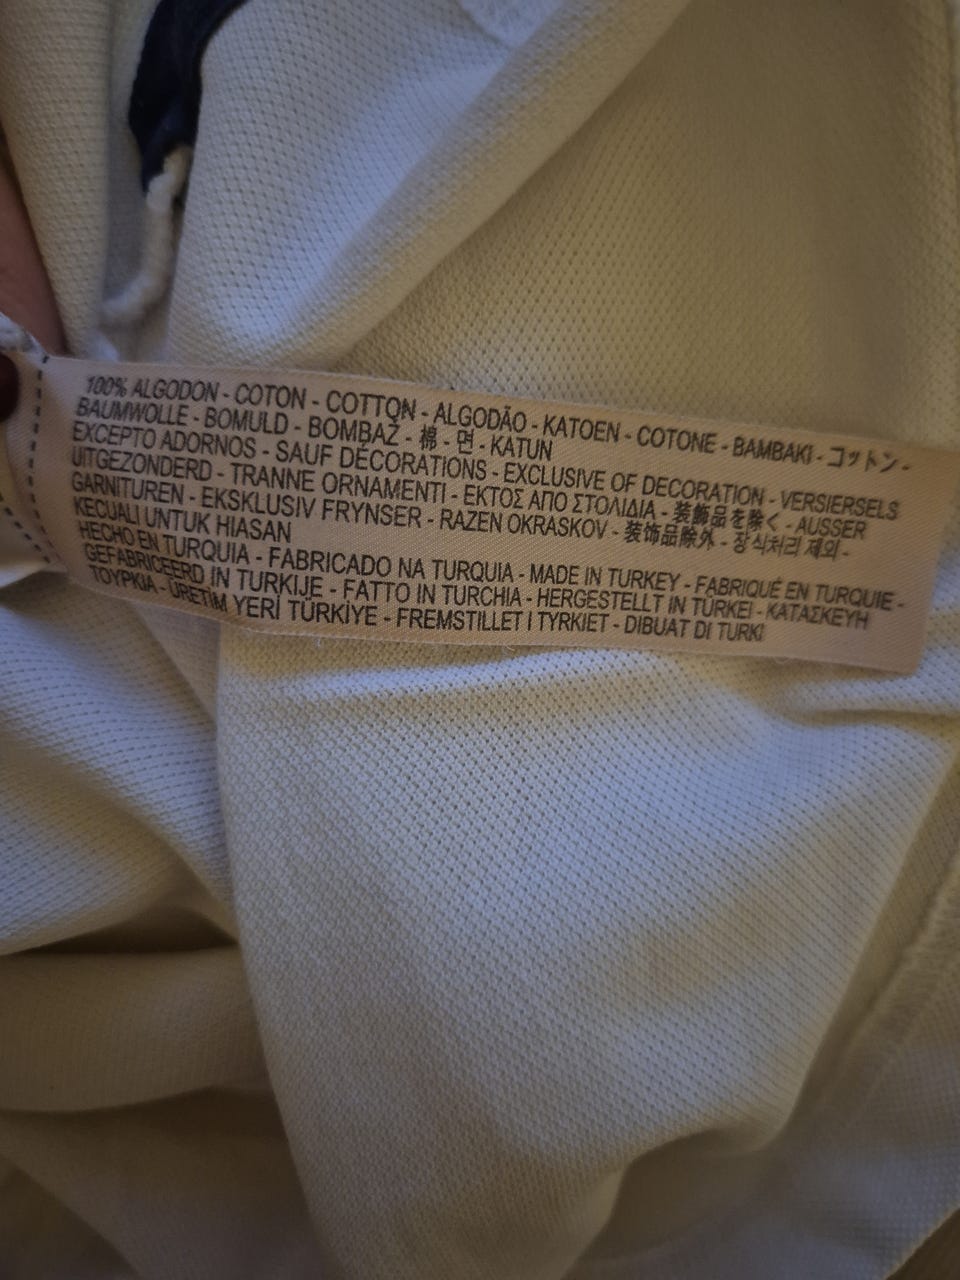 100% ALGODON - COTON - COTTON - ALGODÃO - KATOEN - COTONE - BAMBAKI - コットン -
BAUMWOLLE - BOMULD - BOMBAŽ - 棉 - 면 - KATUN
EXCEPTO ADORNOS - SAUF DÉCORATIONS - EXCLUSIVE OF DECORATION - VERSIERSELS
UITGEZONDERD - TRANNE ORNAMENTI - ΕΚΤΟΣ ΑΠΟ ΣΤΟΛΙΔΙΑ - 装飾品を除く - AUSSER
GARNITUREN - EKSKLUSIV FRYNSER - RAZEN OKRASKOV - 装饰品除外 - 장식처리 제외 -
KECUALI UNTUK HIASAN
HECHO EN TURQUIA - FABRICADO NA TURQUIA - MADE IN TURKEY - FABRIQUÉ EN TURQUIE -
GEFABRICEERD IN TURKIJE - FATTO IN TURCHIA - HERGESTELLT IN TÜRKEI - ΚΑΤΑΣΚΕΥΗ
ΤΟΥΡΚΙΑ - ÜRETİM YERİ TÜRKİYE - FREMSTILLET I TYRKIET - DIBUAT DI TURKI